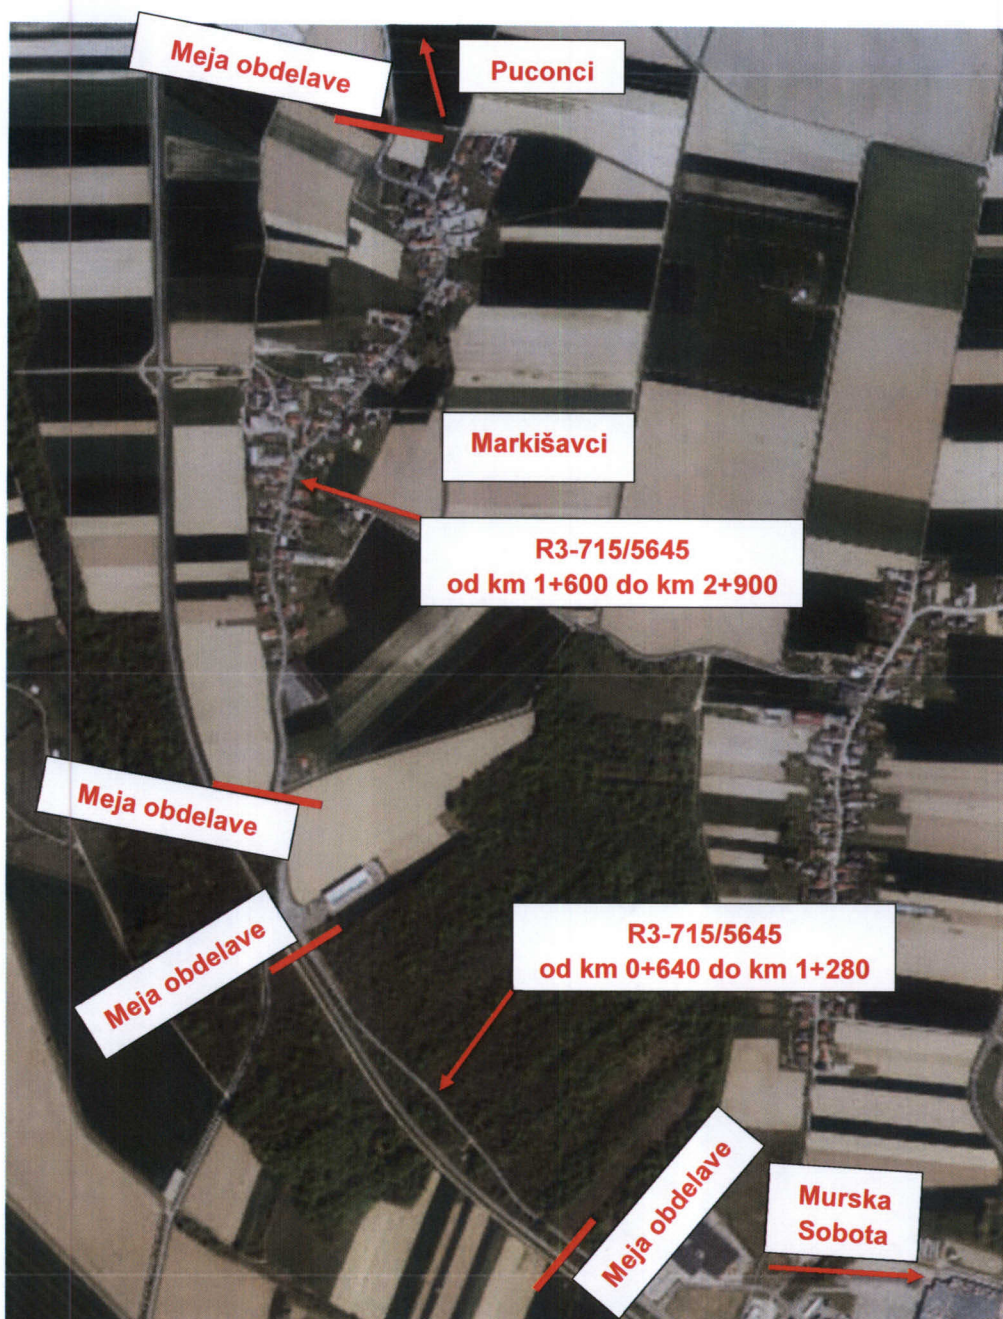 Meja obdelave
Puconci
Markišavci
R3-715/5645
od km 1+600 do km 2+900
Meja obdelave
Meja obdelave
R3-715/5645
od km 0+640 do km 1+280
Meja obdelave
Murska
Sobota